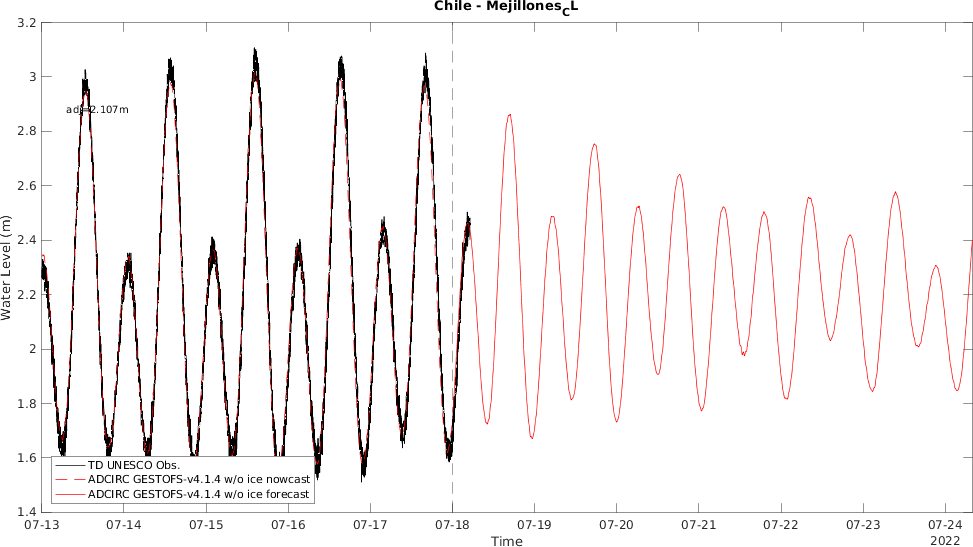 Chile - Mejillones_CL
3.2
3
2.8
2.6
2.4
2.2
2
1.8
1.6
1.4
Water Level (m)
adj=2.107m
TD UNESCO Obs.
ADCIRC GESTOFS-v4.1.4 w/o ice nowcast
ADCIRC GESTOFS-v4.1.4 w/o ice forecast
07-13 07-14 07-15 07-16 07-17 07-18 07-19 07-20 07-21 07-22 07-23 07-24
Time
2022